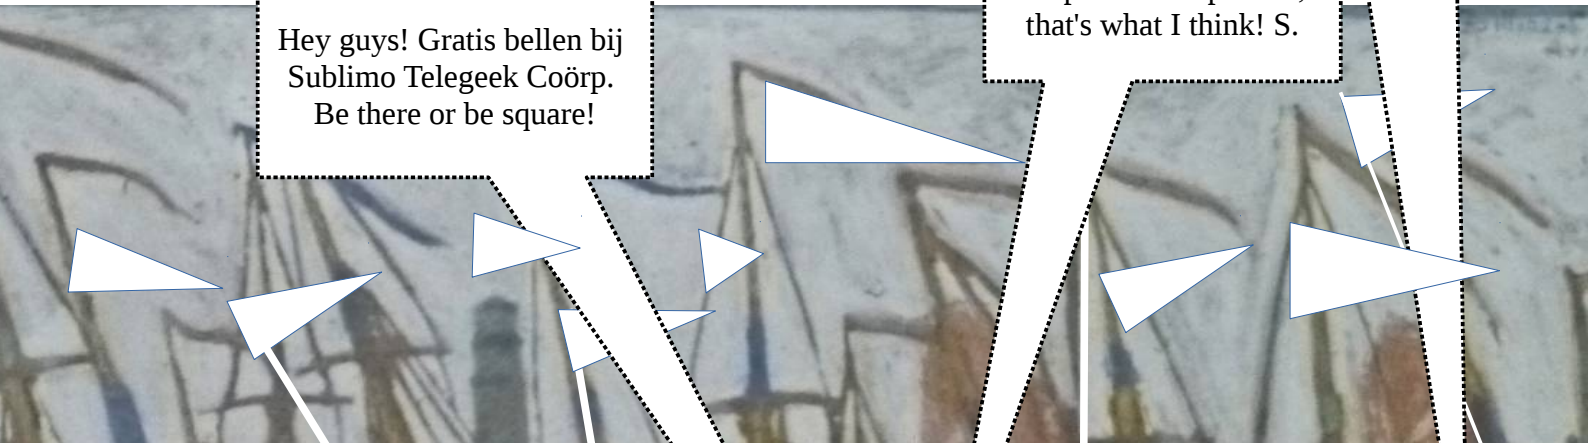 Hey guys! Gratis bellen bij
Sublimo Telegeek Coörp.
Be there or be square!
that's what I think! S.